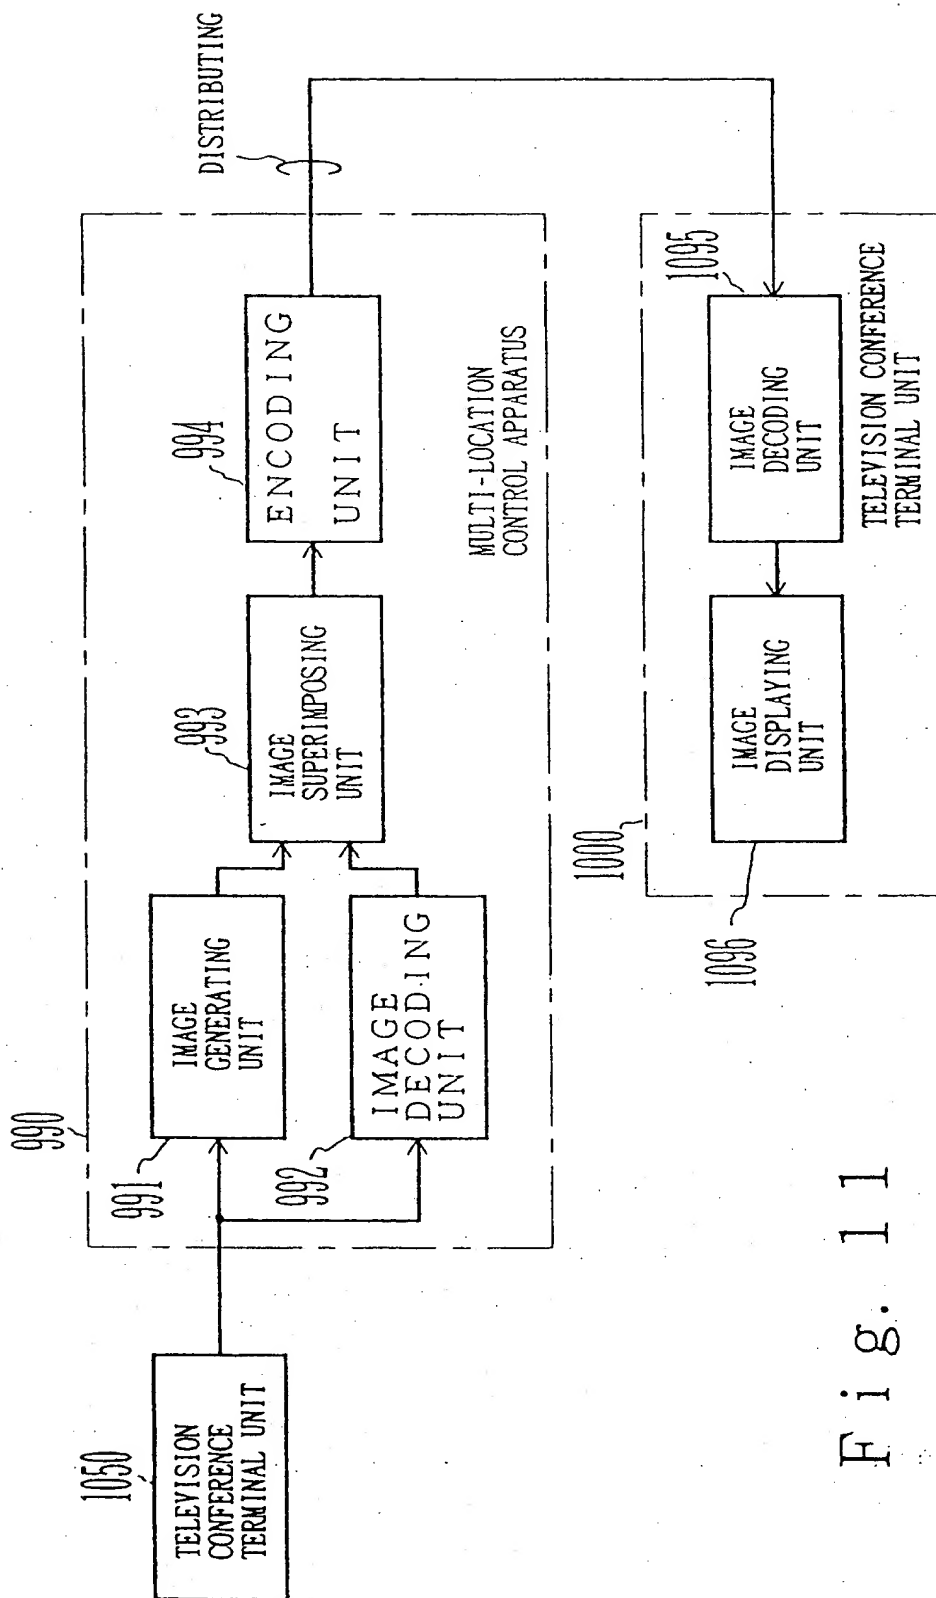 1050
TELEVISION
CONFERENCE
TERMINAL UNIT
990
991
IMAGE
GENERATING
UNIT
992
IMAGE
DECODING
UNIT
993
IMAGE
SUPERIMPOSING
UNIT
994
ENCODING
UNIT
MULTI-LOCATION
CONTROL APPARATUS
DISTRIBUTING
1000
1096
IMAGE
DISPLAYING
UNIT
1095
IMAGE
DECODING
UNIT
TELEVISION CONFERENCE
TERMINAL UNIT
Fig. 11